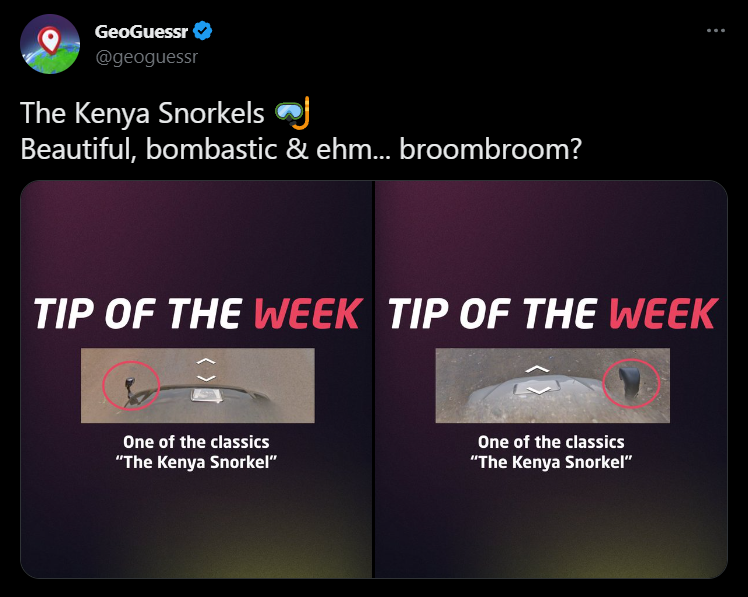 GeoGuessr
@geoguessr
The Kenya Snorkels 🤿
Beautiful, bombastic & ehm... broombroom?
TIP OF THE WEEK
One of the classics
“The Kenya Snorkel”
TIP OF THE WEEK
One of the classics
“The Kenya Snorkel”